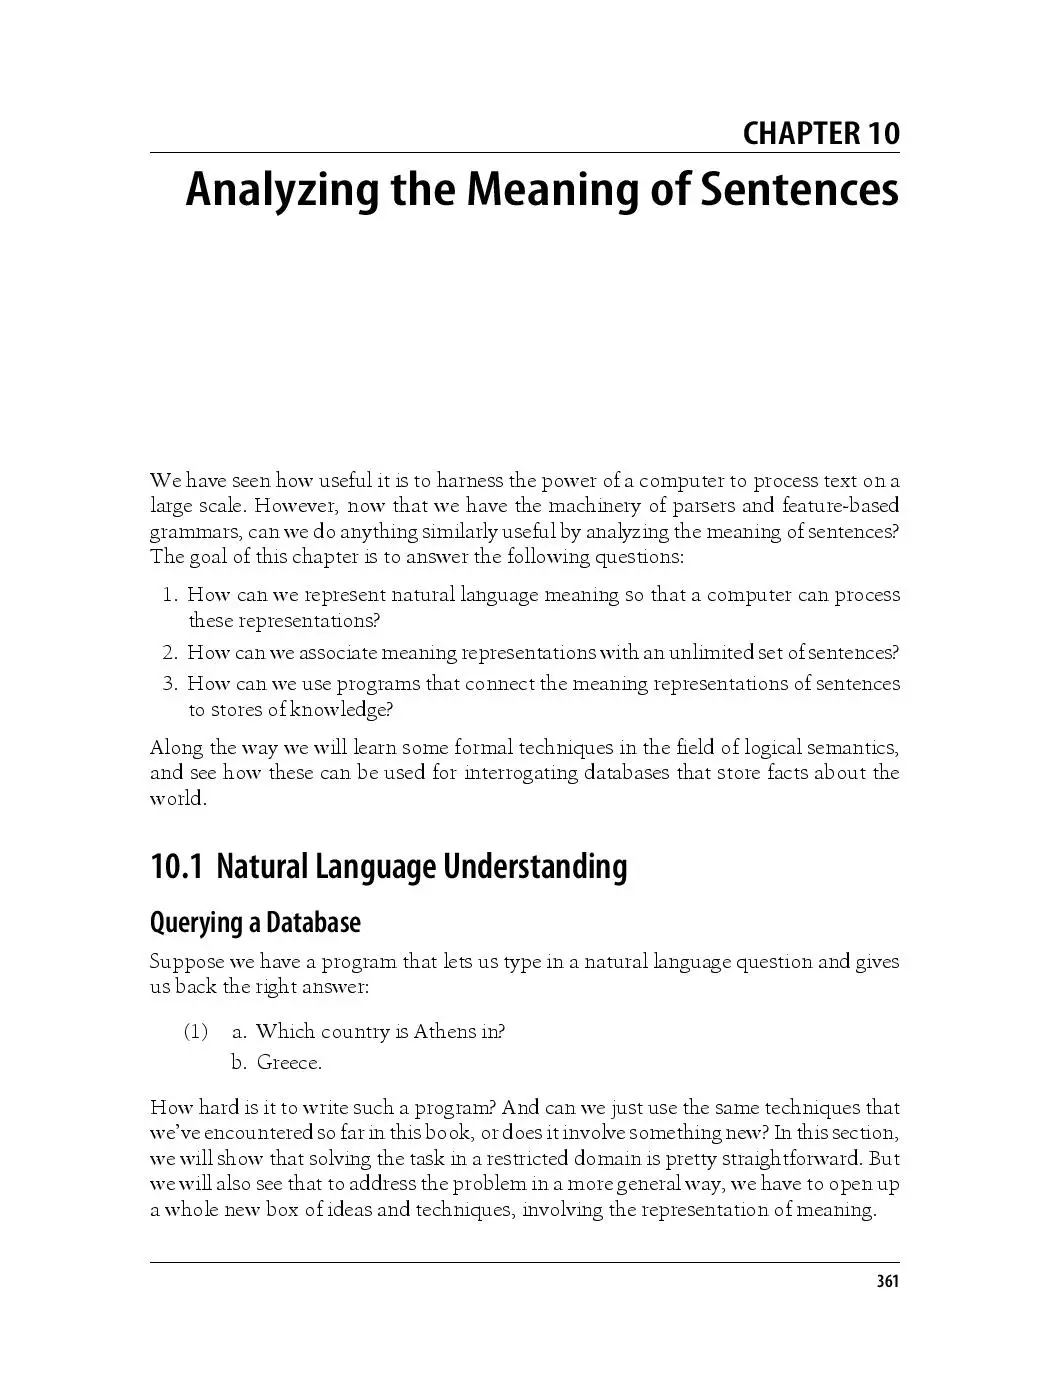 CHAPTER 10
Analyzing the Meaning of Sentences
We have seen how useful it is to harness the power of a computer to process text on a
large scale. However, now that we have the machinery of parsers and feature-based
grammars, can we do anything similarly useful by analyzing the meaning of sentences?
The goal of this chapter is to answer the following questions:
1. How can we represent natural language meaning so that a computer can process
these representations?
2. How can we associate meaning representations with an unlimited set of sentences?
3. How can we use programs that connect the meaning representations of sentences
to stores of knowledge?
Along the way we will learn some formal techniques in the field of logical semantics,
and see how these can be used for interrogating databases that store facts about the
world.
10.1 Natural Language Understanding
Querying a Database
Suppose we have a program that lets us type in a natural language question and gives
us back the right answer:
(1) a. Which country is Athens in?
b. Greece.
How hard is it to write such a program? And can we just use the same techniques that
we’ve encountered so far in this book, or does it involve something new? In this section,
we will show that solving the task in a restricted domain is pretty straightforward. But
we will also see that to address the problem in a more general way, we have to open up
a whole new box of ideas and techniques, involving the representation of meaning.
361